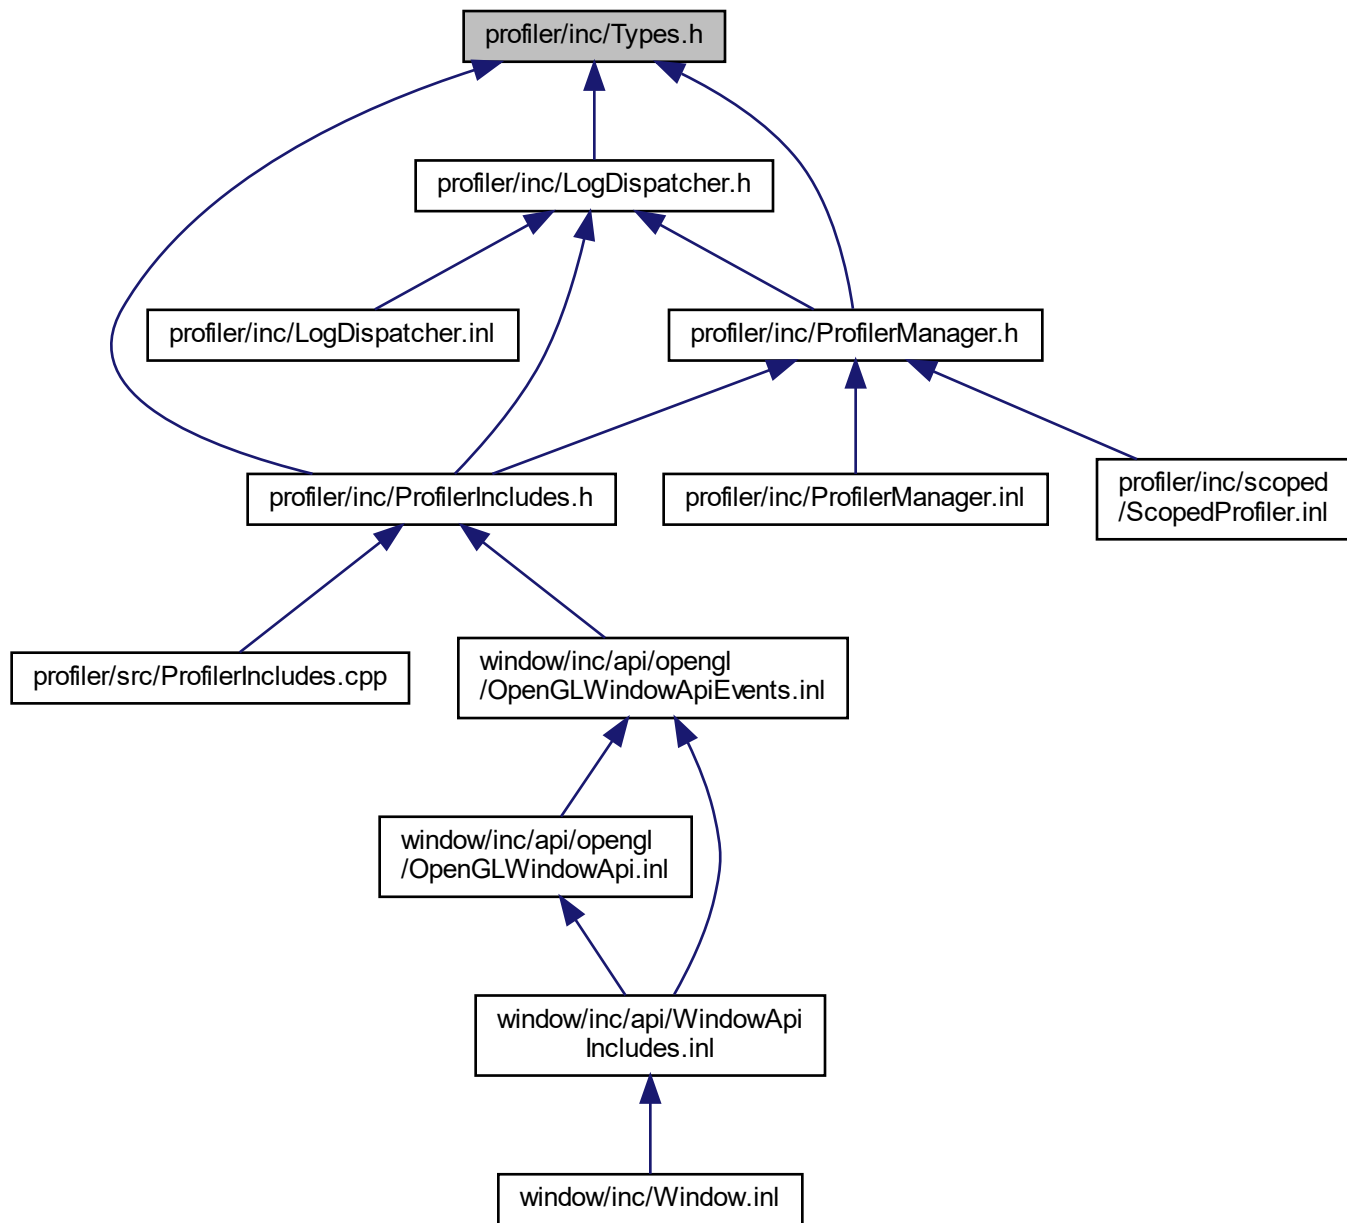 profiler/inc/Types.h
profiler/inc/LogDispatcher.h
profiler/inc/LogDispatcher.inl
profiler/inc/ProfilerManager.h
profiler/inc/ProfilerIncludes.h
profiler/inc/ProfilerManager.inl
profiler/inc/scoped
/ScopedProfiler.inl
profiler/src/ProfilerIncludes.cpp
window/inc/api/opengl
/OpenGLWindowApiEvents.inl
window/inc/api/opengl
/OpenGLWindowApi.inl
window/inc/api/WindowApi
Includes.inl
window/inc/Window.inl